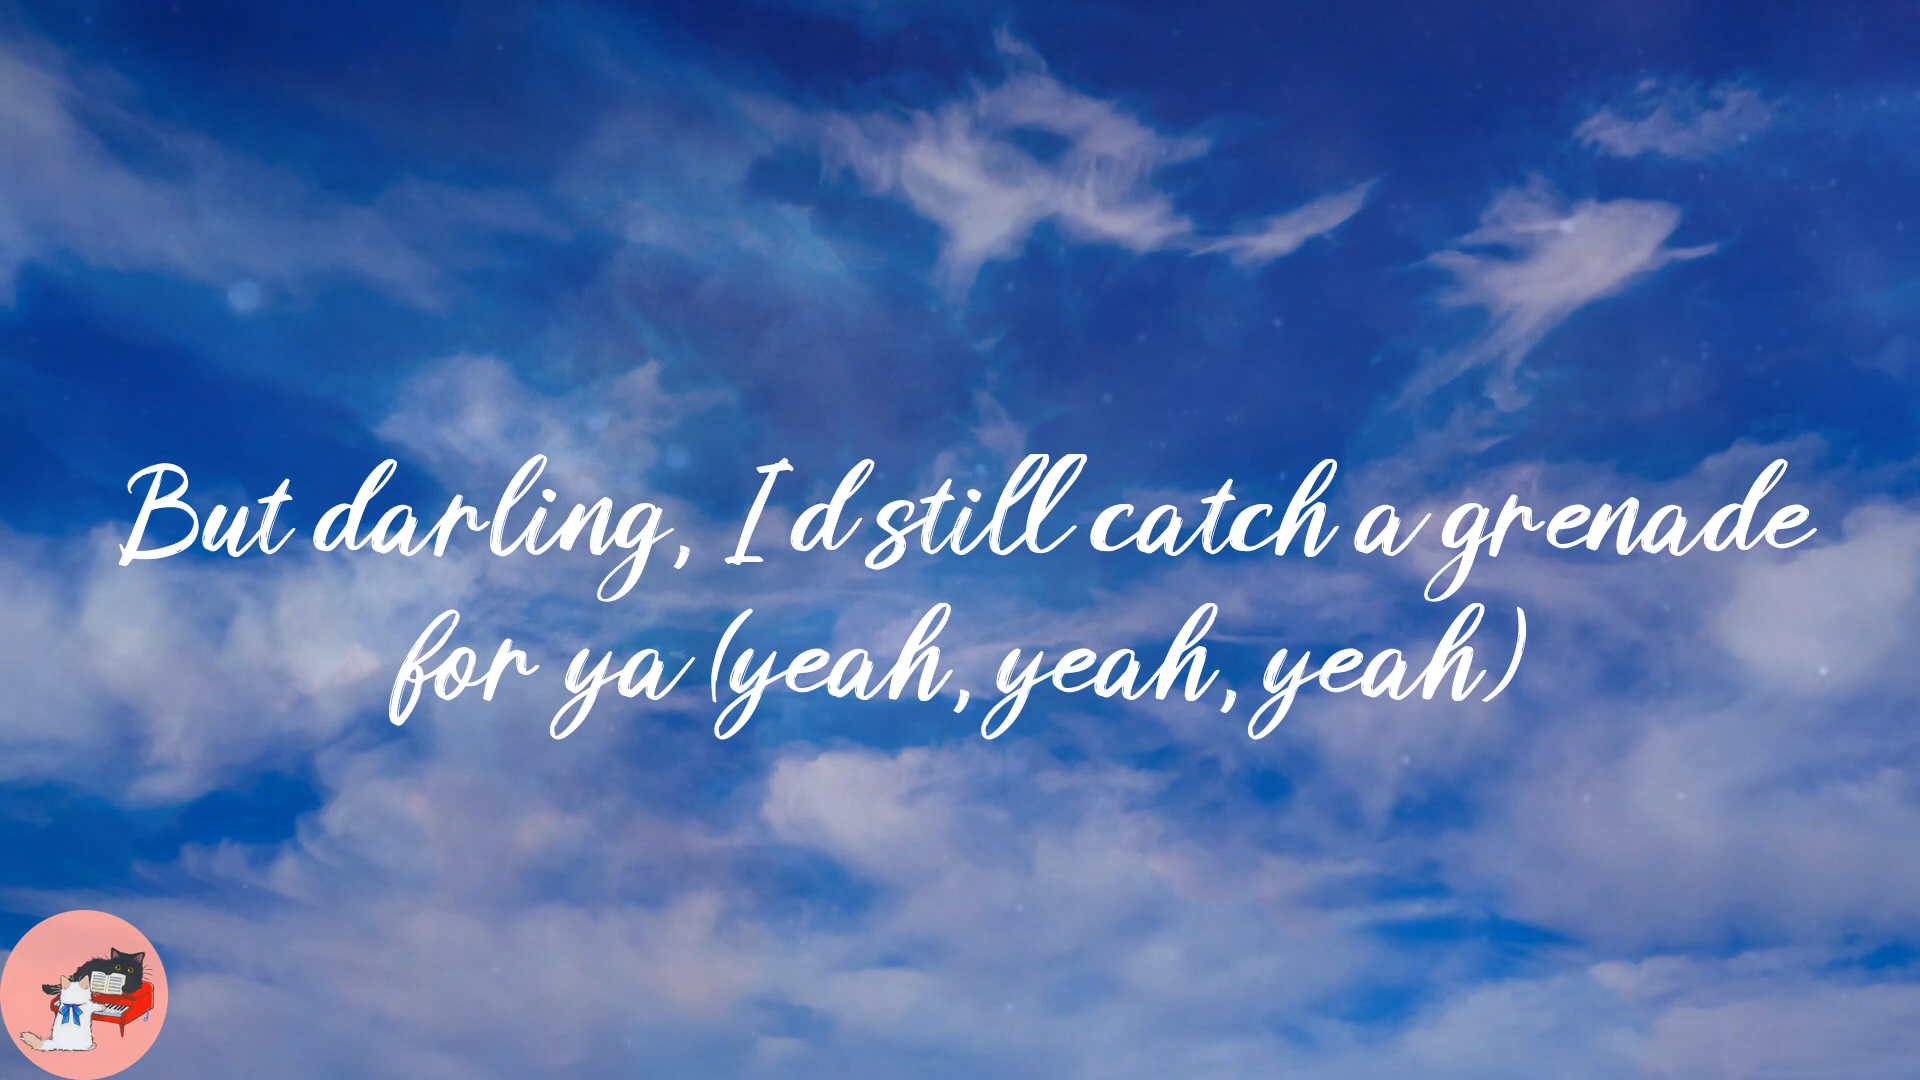 But darling, I d still catch a grenade
for ya (yeah, yeah, yeah)